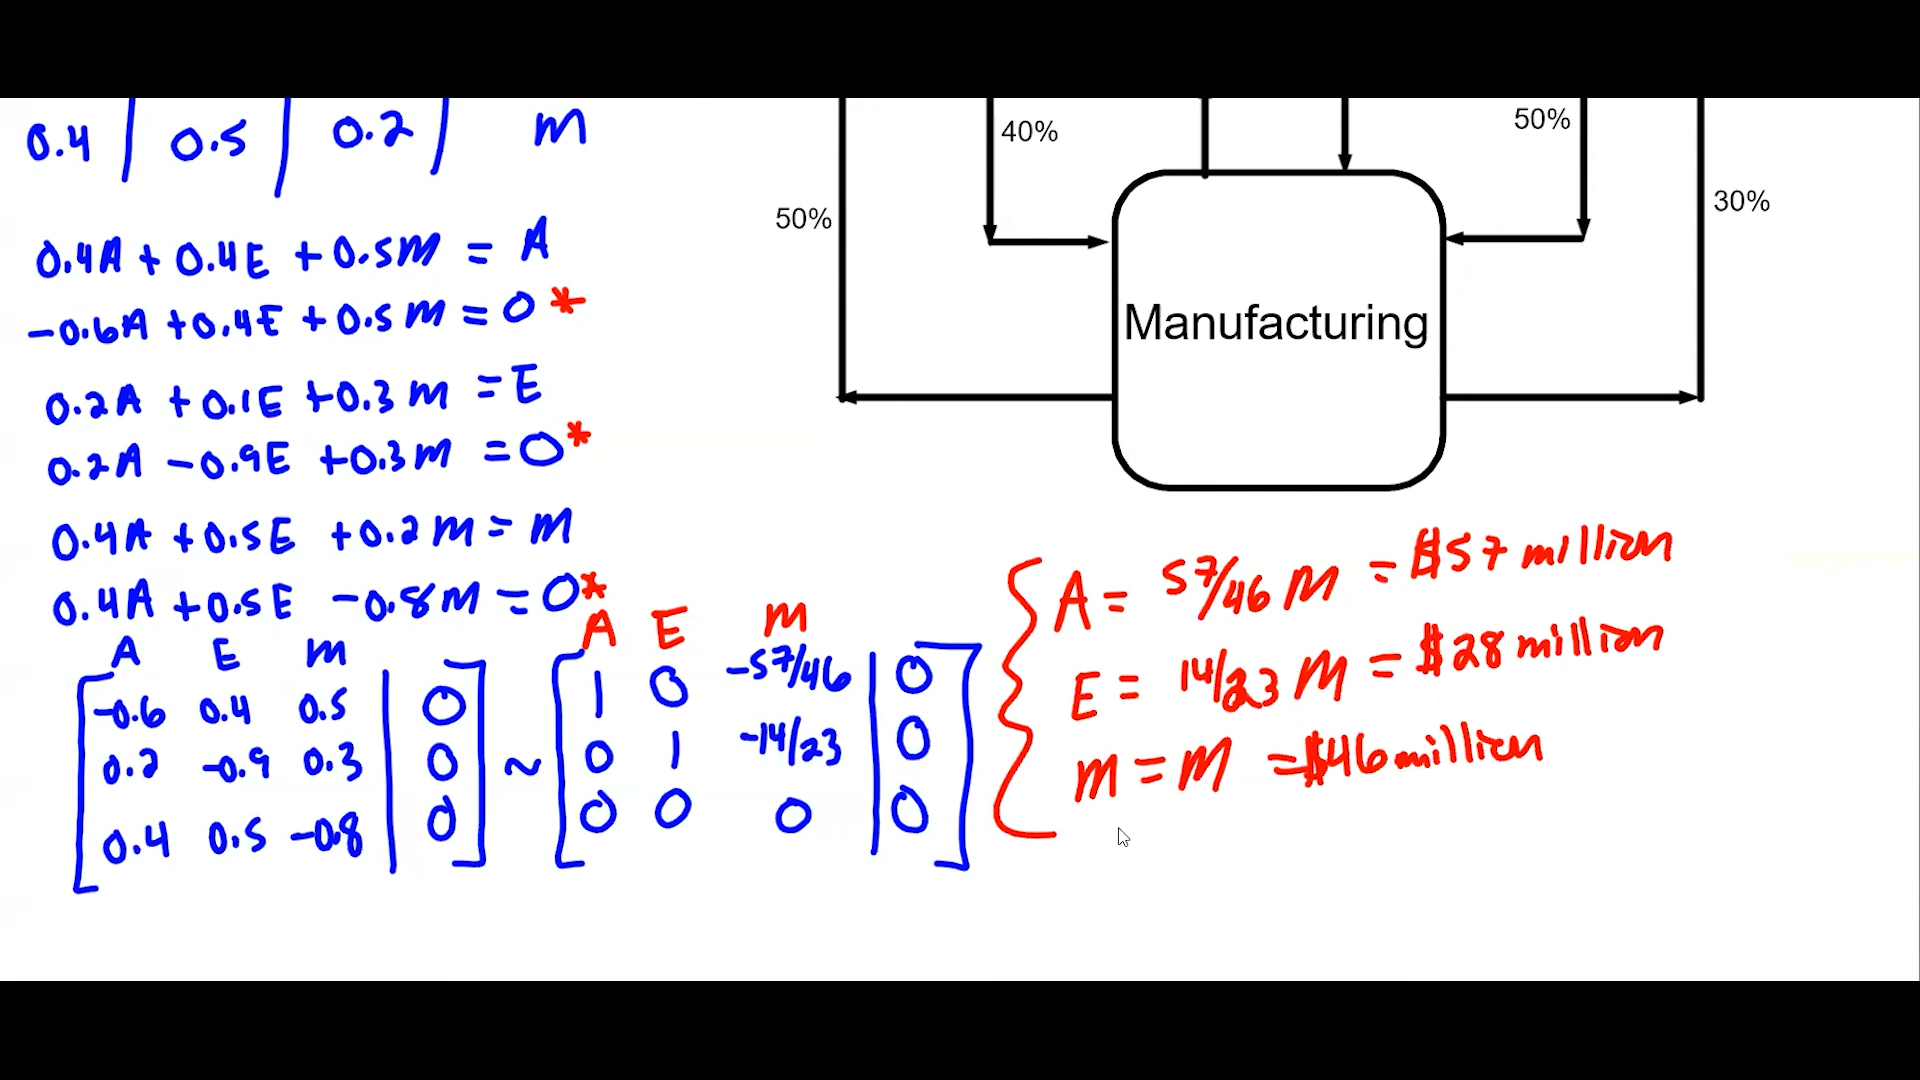 0.4 | 0.5 | 0.2 | m
0.4A + 0.4E + 0.5M = A
-0.6A + 0.4E + 0.5M = 0 *
0.2A + 0.1E + 0.3M = E
0.2A - 0.9E + 0.3M = 0 *
0.4A + 0.5E + 0.2M = M
0.4A + 0.5E - 0.8M = 0 *
A E m
-0.6 0.4 0.5 | 0
0.2 -0.9 0.3 | 0
0.4 0.5 -0.8 | 0
~
A E m
1 0 -57/46 | 0
0 1 -14/23 | 0
0 0 0 | 0
A = 57/46 M = $57 million
E = 14/23 M = $28 million
m = M = $46 million
40%
50%
50%
30%
Manufacturing